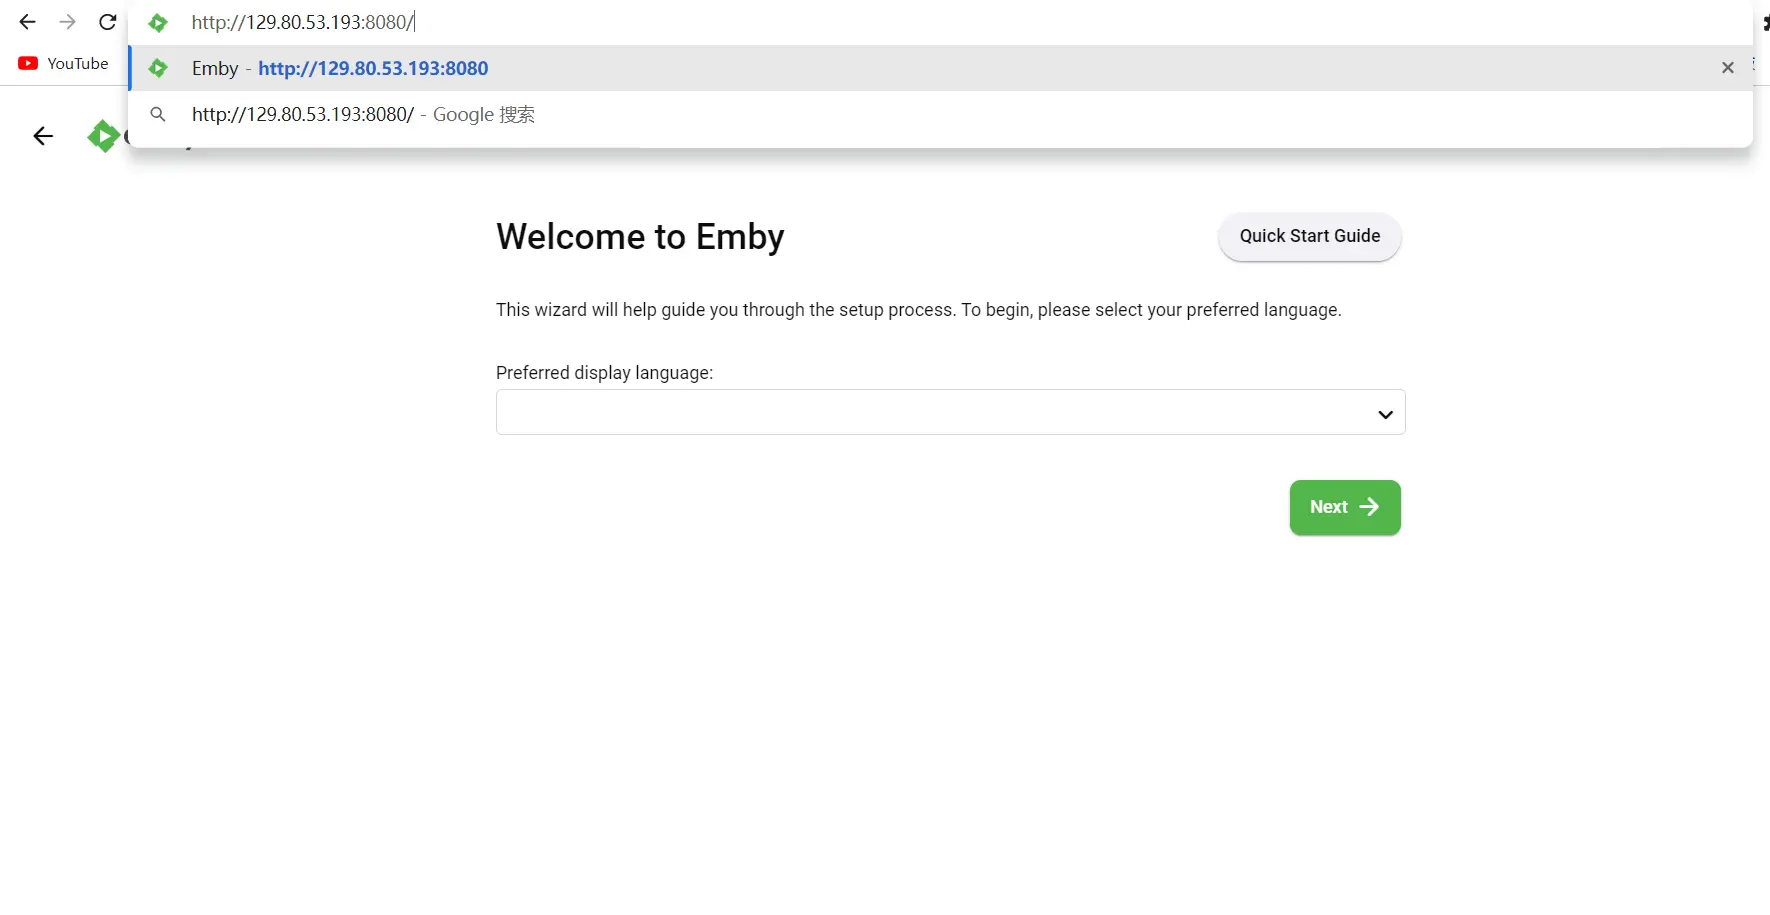 http://129.80.53.193:8080/
Emby - http://129.80.53.193:8080
http://129.80.53.193:8080/ - Google 搜索
YouTube
Welcome to Emby
Quick Start Guide
This wizard will help guide you through the setup process. To begin, please select your preferred language.
Preferred display language:
Next